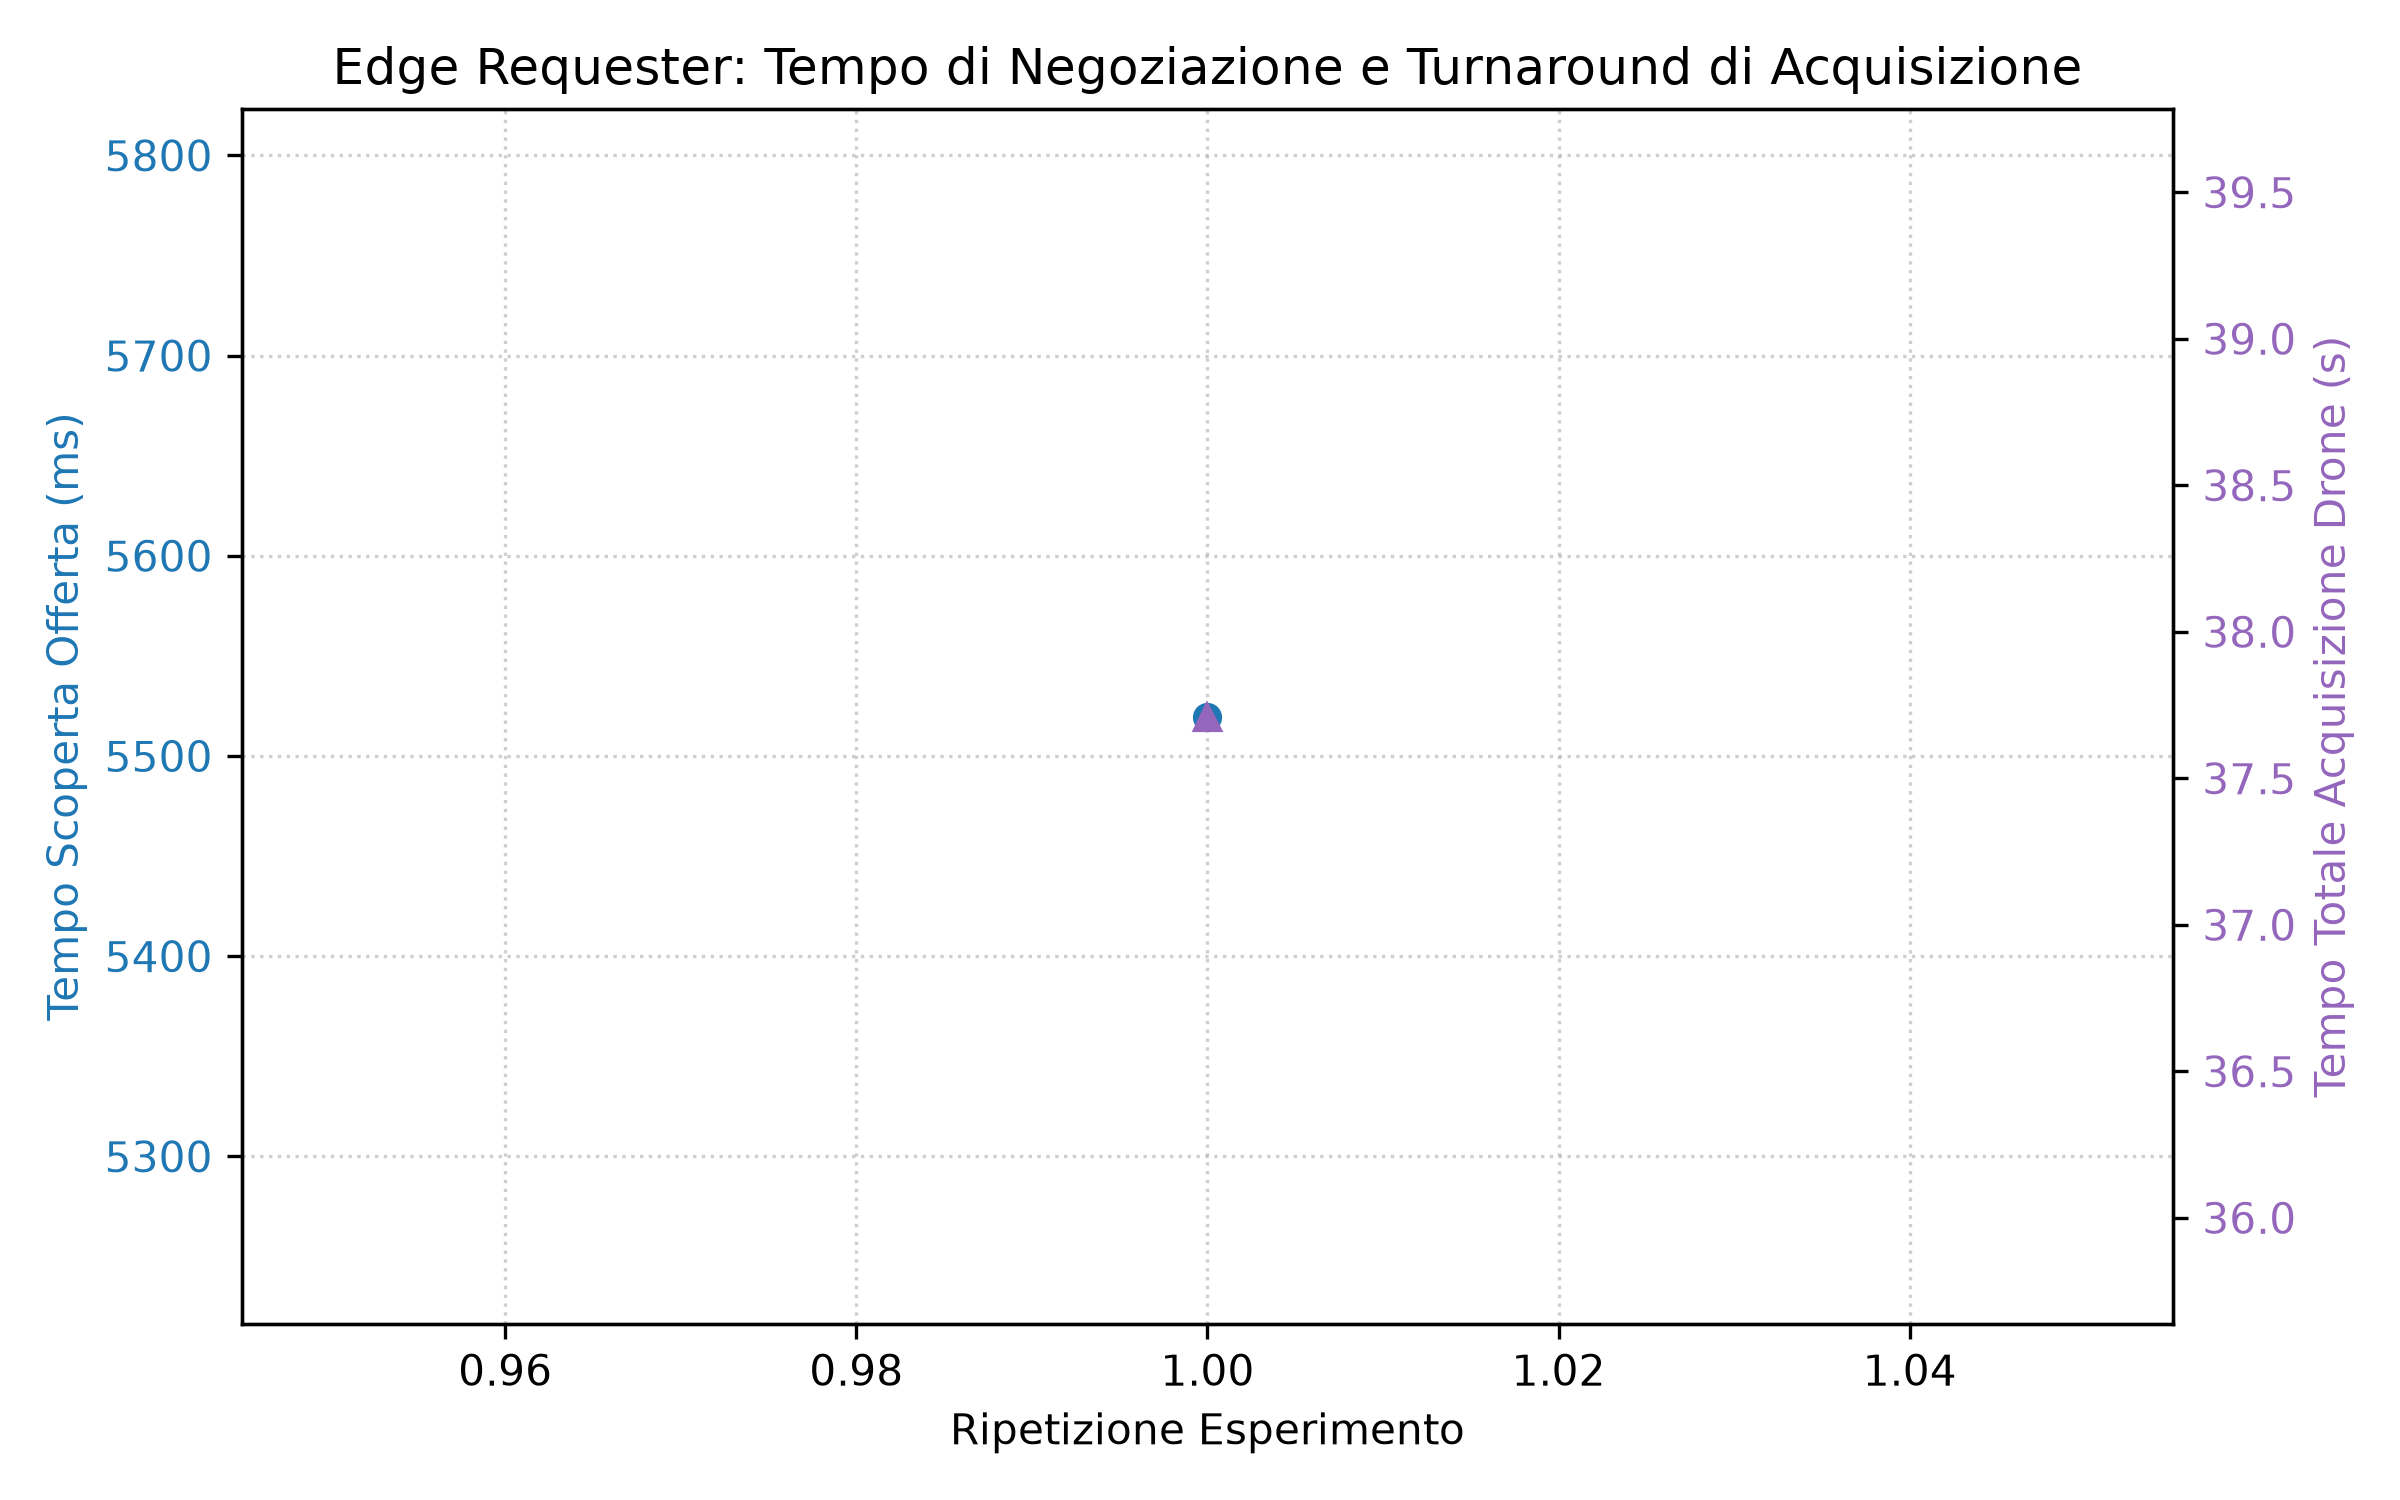 Edge Requester: Tempo di Negoziazione e Turnaround di Acquisizione
Tempo Scoperta Offerta (ms)
5800
5700
5600
5500
5400
5300
39.5
39.0
38.5
38.0
37.5
37.0
36.5
36.0
Tempo Totale Acquisizione Drone (s)
0.96 0.98 1.00 1.02 1.04
Ripetizione Esperimento